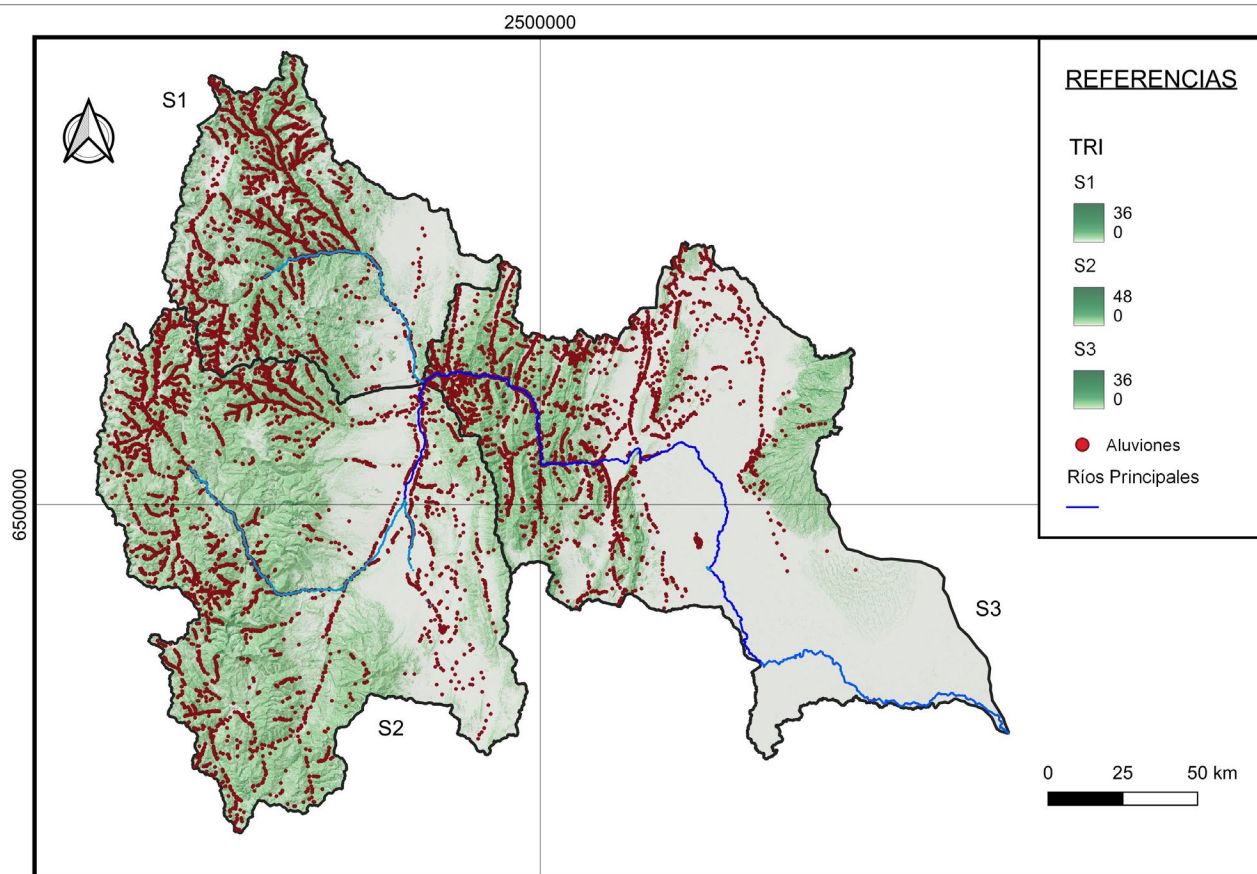 2500000
S1
REFERENCIAS
TRI
S1
36
0
S2
48
0
S3
36
0
Aluviones
Ríos Principales
6500000
S3
S2
0 25 50 km